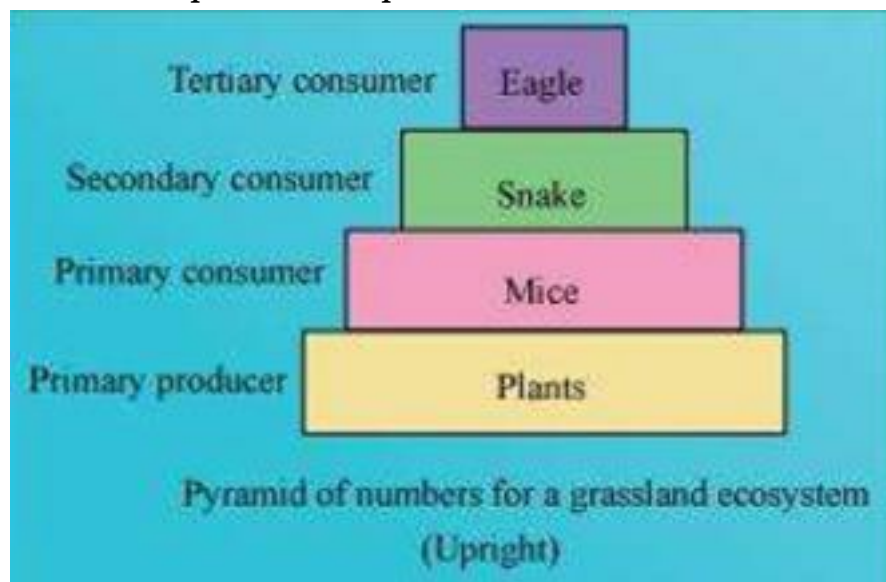 Tertiary consumer Eagle
Secondary consumer Snake
Primary consumer Mice
Primary producer Plants
Pyramid of numbers for a grassland ecosystem
(Upright)